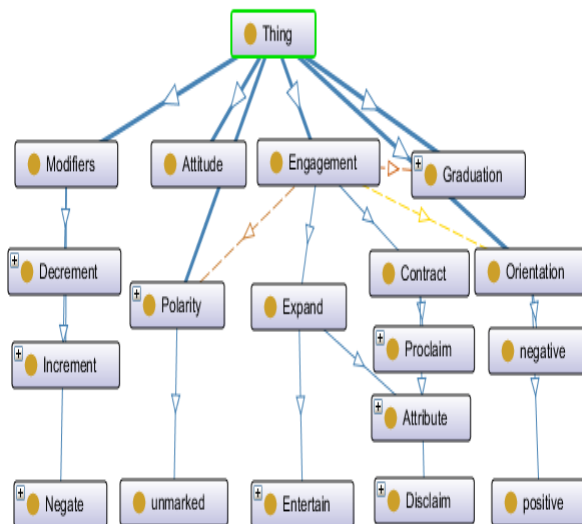 Thing
Modifiers
Attitude
Engagement
Graduation
Decrement
Polarity
Expand
Contract
Orientation
Increment
Proclaim
negative
Attribute
Negate
unmarked
Entertain
Disclaim
positive